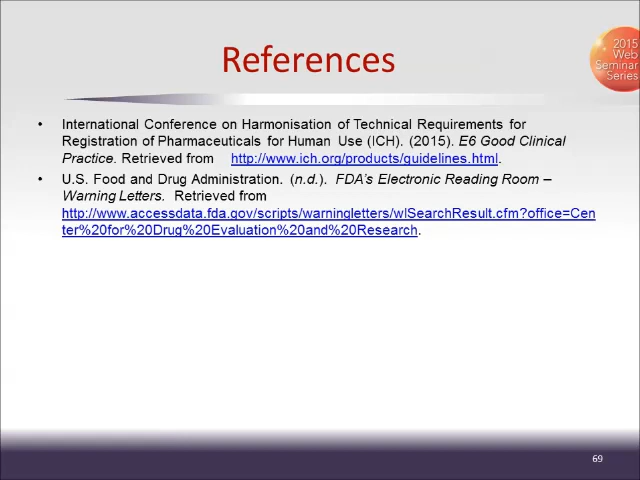 References
2015
Web
Seminar
Series
• International Conference on Harmonisation of Technical Requirements for
Registration of Pharmaceuticals for Human Use (ICH). (2015). E6 Good Clinical
Practice. Retrieved from http://www.ich.org/products/guidelines.html.
• U.S. Food and Drug Administration. (n.d.). FDA's Electronic Reading Room –
Warning Letters. Retrieved from
http://www.accessdata.fda.gov/scripts/warningletters/wlSearchResult.cfm?office=Cen
ter%20for%20Drug%20Evaluation%20and%20Research.
69